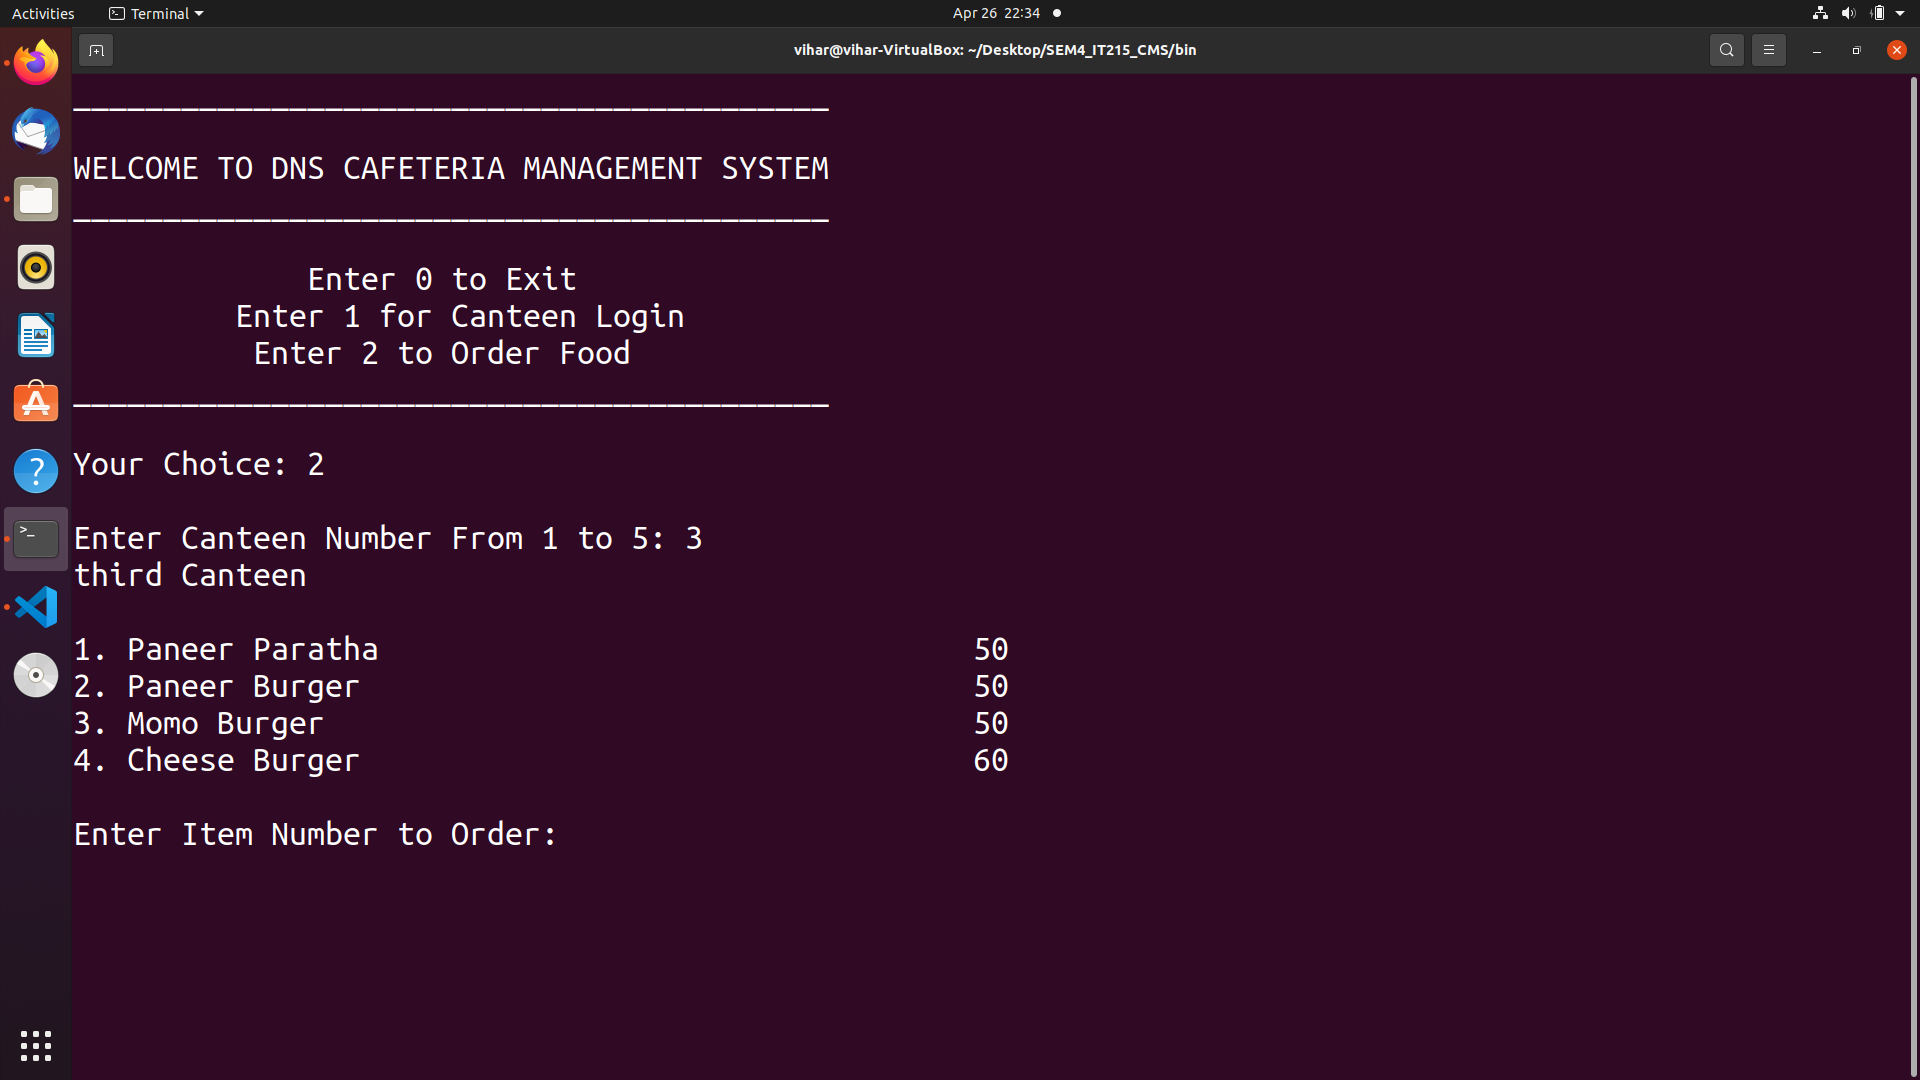 Activities
Terminal
Apr 26 22:34
vihar@vihar-VirtualBox: ~/Desktop/SEM4_IT215_CMS/bin
__________________________________________
WELCOME TO DNS CAFETERIA MANAGEMENT SYSTEM
__________________________________________
Enter 0 to Exit
Enter 1 for Canteen Login
Enter 2 to Order Food
__________________________________________
Your Choice: 2
Enter Canteen Number From 1 to 5: 3
third Canteen
1. Paneer Paratha 50
2. Paneer Burger 50
3. Momo Burger 50
4. Cheese Burger 60
Enter Item Number to Order: